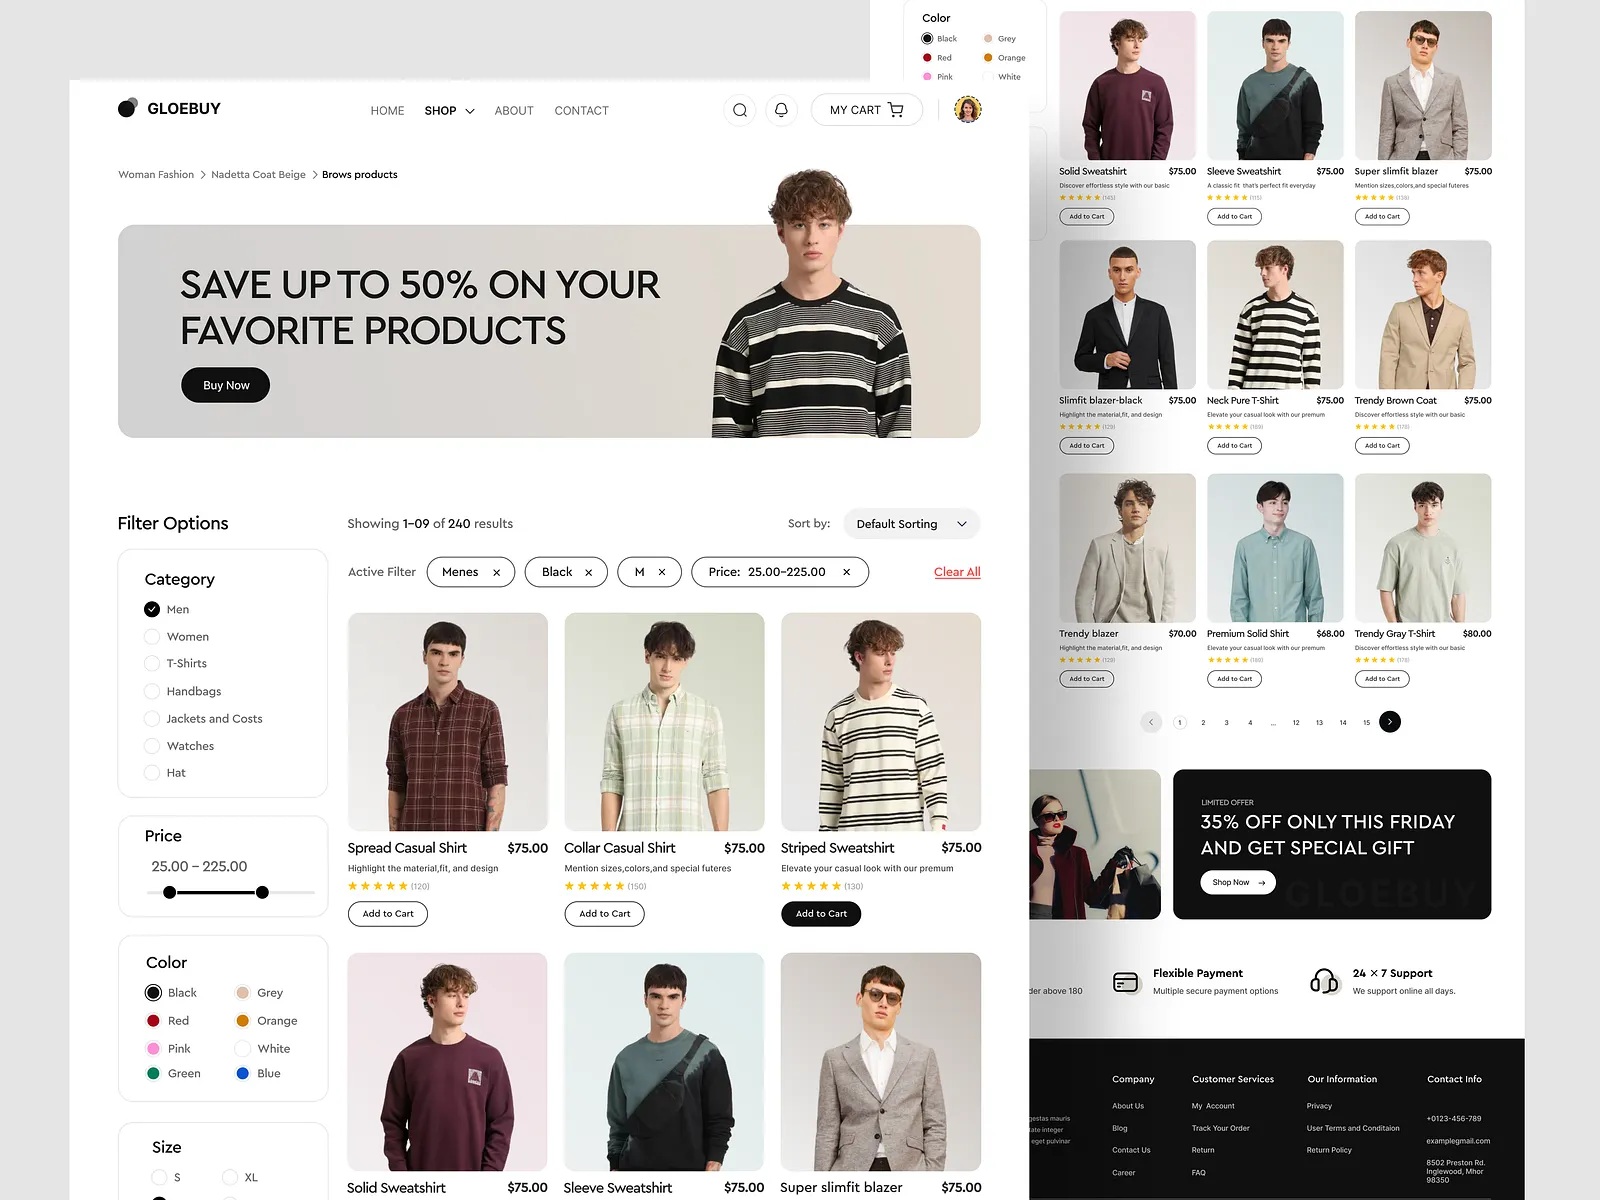 GLOEBUY
HOME
SHOP
ABOUT
CONTACT
MY CART
Woman Fashion
Nadetta Coat Beige
Brows products
SAVE UP TO 50% ON YOUR
FAVORITE PRODUCTS
Buy Now
Filter Options
Showing 1-09 of 240 results
Sort by:
Default Sorting
Active Filter
Menes ×
Black ×
M ×
Price: 25.00-225.00 ×
Clear All
Category
Men
Women
T-Shirts
Handbags
Jackets and Costs
Watches
Hat
Price
25.00 – 225.00
Color
Black
Grey
Red
Orange
Pink
White
Green
Blue
Size
S
XL
Spread Casual Shirt $75.00
Highlight the material,fit, and design
(120)
Add to Cart
Collar Casual Shirt $75.00
Mention sizes,colors,and special futeres
(150)
Add to Cart
Striped Sweatshirt $75.00
Elevate your casual look with our premum
(130)
Add to Cart
Solid Sweatshirt $75.00
Sleeve Sweatshirt $75.00
Super slimfit blazer $75.00
Color
Black
Grey
Red
Orange
Pink
White
Solid Sweatshirt $75.00
Discover effortless style with our basic
(145)
Add to Cart
Sleeve Sweatshirt $75.00
A classic fit that's perfect fit everyday
(115)
Add to Cart
Super slimfit blazer $75.00
Mention sizes,colors,and special futeres
Add to Cart
Slimfit blazer-black $75.00
Highlight the material,fit, and design
(129)
Add to Cart
Neck Pure T-Shirt $75.00
Elevate your casual look with our premum
(189)
Add to Cart
Trendy Brown Coat $75.00
Discover effortless style with our basic
(178)
Add to Cart
Trendy blazer $70.00
Highlight the material,fit, and design
(129)
Add to Cart
Premium Solid Shirt $68.00
Elevate your casual look with our premum
(189)
Add to Cart
Trendy Gray T-Shirt $80.00
Discover effortless style with our basic
(178)
Add to Cart
1 2 3 4 ... 12 13 14 15
LIMITED OFFER
35% OFF ONLY THIS FRIDAY
AND GET SPECIAL GIFT
Shop Now
GLOEBUY
der above 180
Flexible Payment
Multiple secure payment options
24 × 7 Support
We support online all days.
gestas mauris
tate integer
eget pulvinar
Company
About Us
Blog
Contact Us
Career
Customer Services
My Account
Track Your Order
Return
FAQ
Our Information
Privacy
User Terms and Conditaion
Return Policy
Contact Info
+0123-456-789
examplegmail.com
8502 Preston Rd.
Inglewood, Mhor
98350